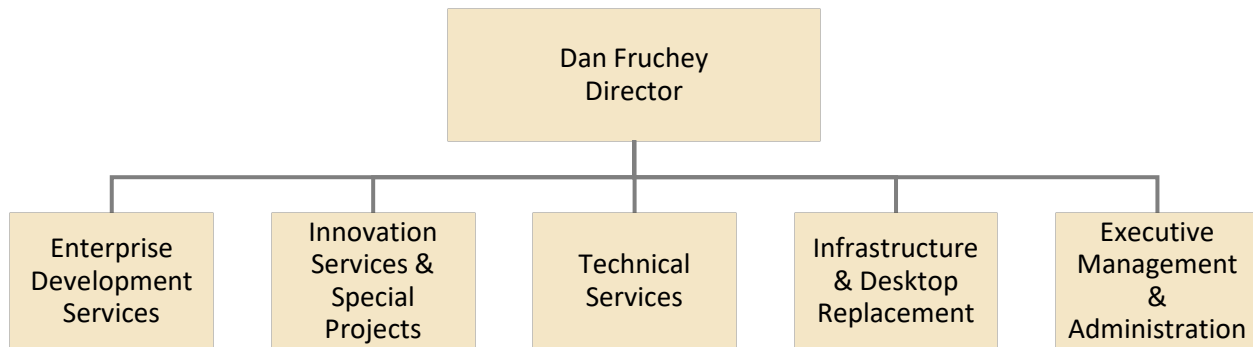 Dan Fruchey
Director
Enterprise
Development
Services
Innovation
Services &
Special
Projects
Technical
Services
Infrastructure
& Desktop
Replacement
Executive
Management
&
Administration